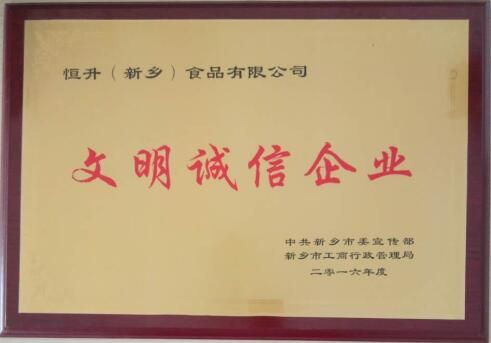 恒升（新乡）食品有限公司
文明诚信企业
中共新乡市委宣传部
新乡市工商行政管理局
二零一六年度